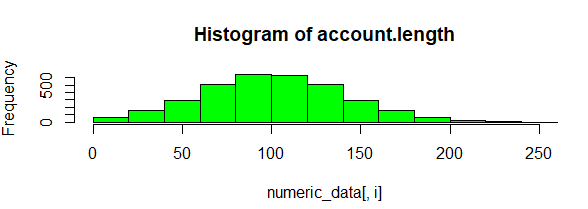 Histogram of account.length
Frequency
500
0
0 50 100 150 200 250
numeric_data[, i]